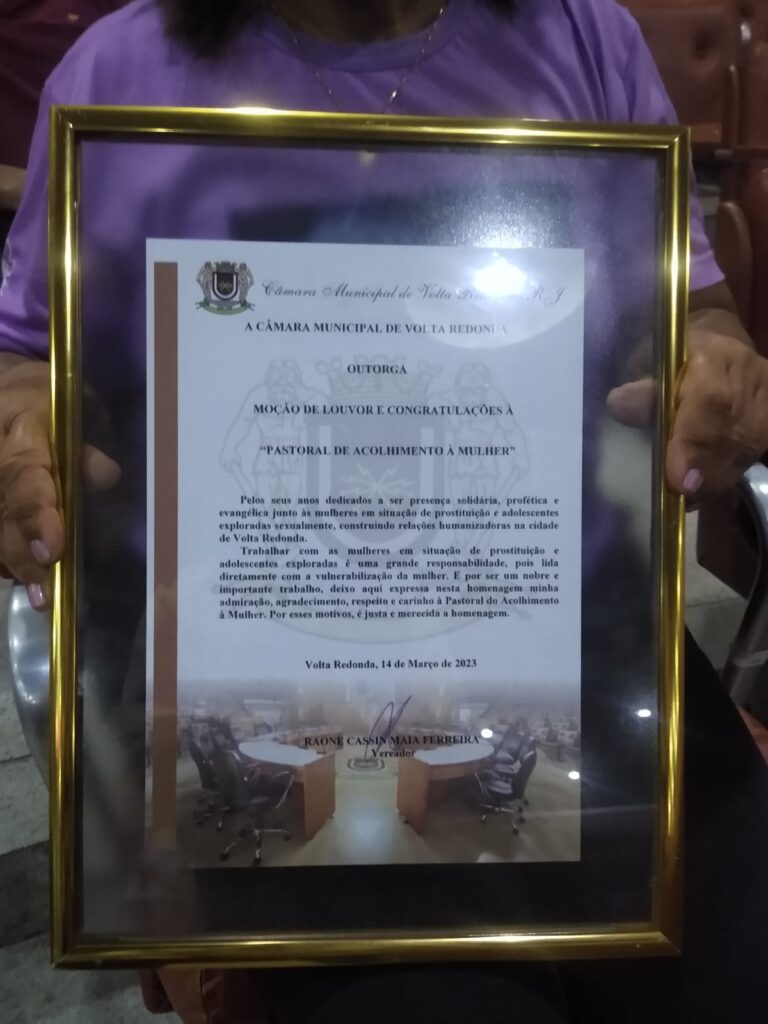 Câmara Municipal de Volta R.J
A CÂMARA MUNICIPAL DE VOLTA REDONDA
OUTORGA
MOÇÃO DE LOUVOR E CONGRATULAÇÕES À
“PASTORAL DE ACOLHIMENTO À MULHER”
Pelos seus anos dedicados a ser presença solidária, profética e
evangélica junto às mulheres em situação de prostituição e adolescentes
exploradas sexualmente, construindo relações humanizadoras na cidade
de Volta Redonda.
Trabalhar com as mulheres em situação de prostituição e
adolescentes exploradas é uma grande responsabilidade, pois lida
diretamente com a vulnerabilização da mulher. E por ser um nobre e
importante trabalho, deixo aqui expressa nesta homenagem minha
admiração, agradecimento, respeito e carinho à Pastoral do Acolhimento
à Mulher. Por esses motivos, é justa e merecida a homenagem.
Volta Redonda, 14 de Março de 2023
RAONE CASSIN MAIA FERREIRA
Vereador